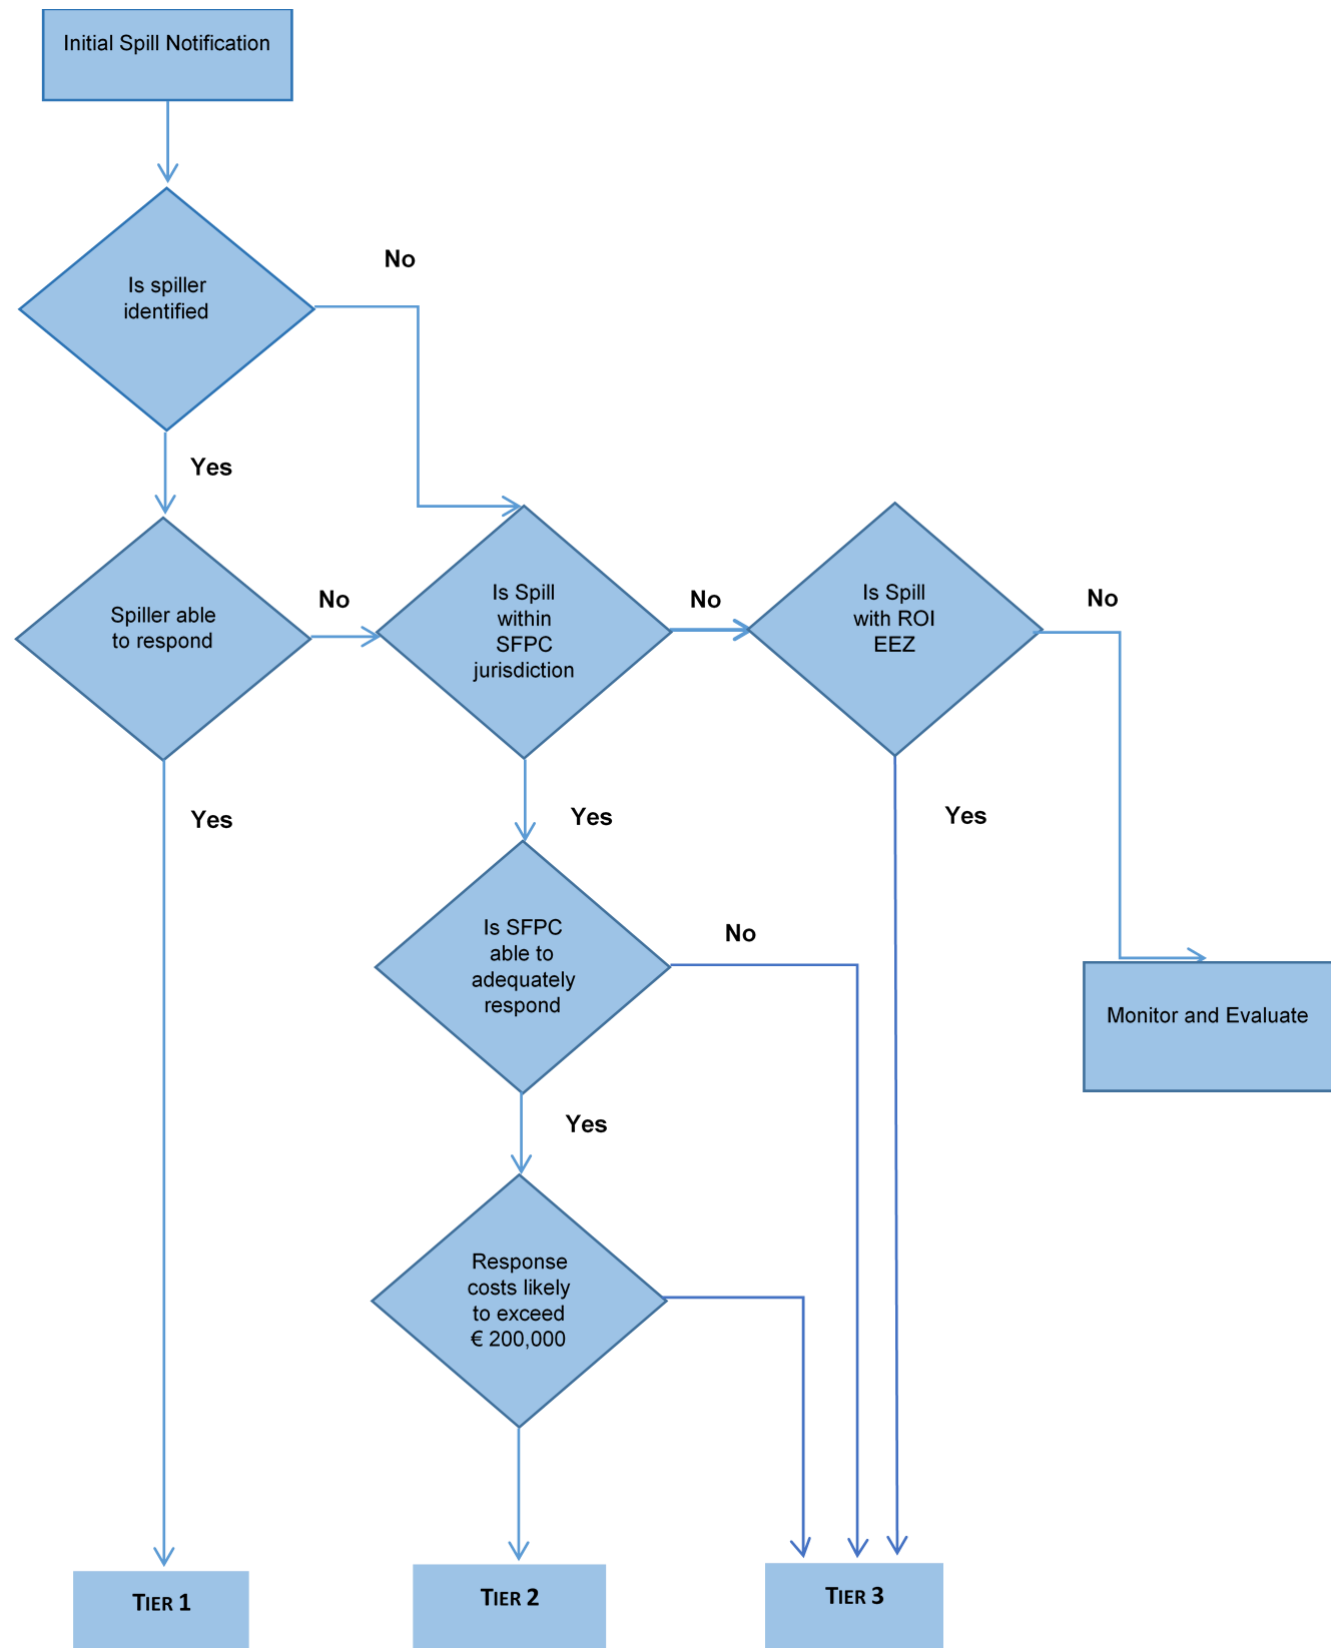 Initial Spill Notification
Is spiller
identified
No
Yes
Spiller able
to respond
No
Is Spill
within
SFPC
jurisdiction
No
Is Spill
with ROI
EEZ
No
Yes
Yes
Yes
Is SFPC
able to
adequately
respond
No
Monitor and Evaluate
Yes
Response
costs likely
to exceed
€ 200,000
TIER 1
TIER 2
TIER 3